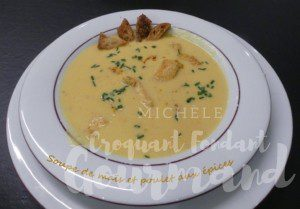 MICHELE
Croquant Fondant
Gourmand
Soupe de maïs et poulet aux épices